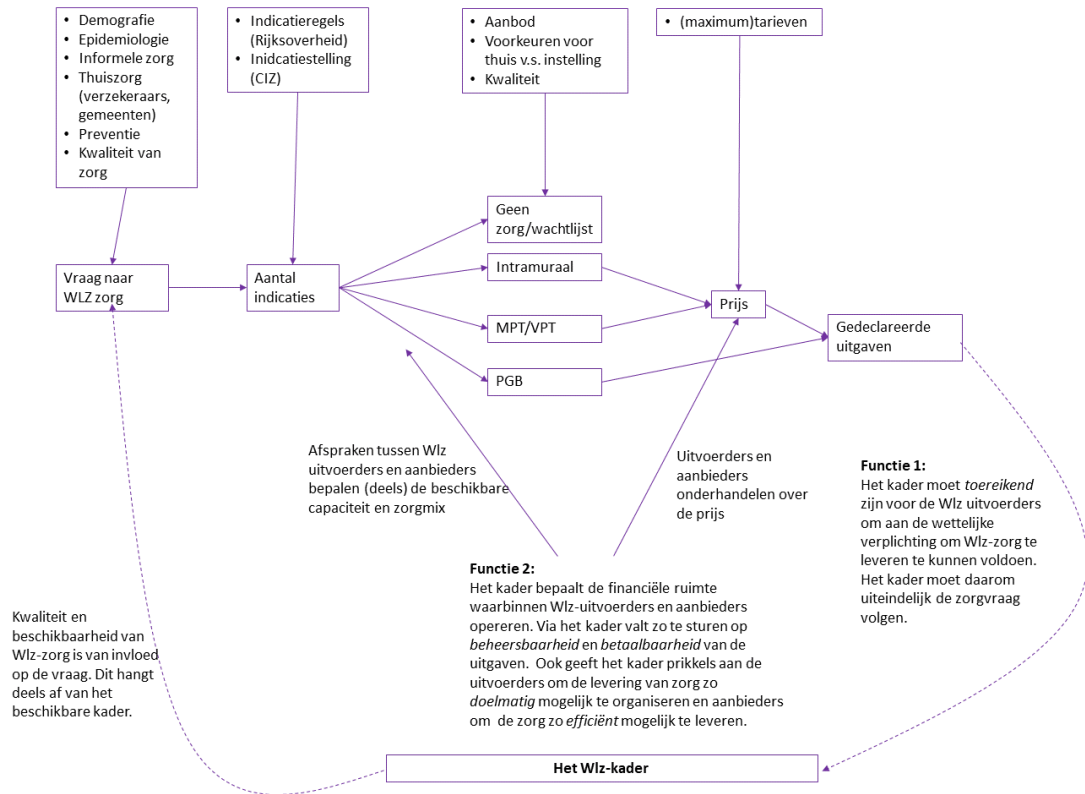 • Demografie
• Epidemiologie
• Informele zorg
• Thuiszorg
(verzekeraars,
gemeenten)
• Preventie
• Kwaliteit van
zorg
• Indicatieregels
(Rijksoverheid)
• Inidcatiestelling
(CIZ)
• Aanbod
• Voorkeuren voor
thuis v.s. instelling
• Kwaliteit
• (maximum)tarieven
Geen
zorg/wachtlijst
Vraag naar
WLZ zorg
Aantal
indicaties
Intramuraal
MPT/VPT
PGB
Prijs
Gedeclareerde
uitgaven
Afspraken tussen Wlz
uitvoerders en aanbieders
bepalen (deels) de beschikbare
capaciteit en zorgmix
Uitvoerders en
aanbieders
onderhandelen over
de prijs
Functie 1:
Het kader moet toereikend
zijn voor de Wlz uitvoerders
om aan de wettelijke
verplichting om Wlz-zorg te
leveren te kunnen voldoen.
Het kader moet daarom
uiteindelijk de zorgvraag
volgen.
Functie 2:
Het kader bepaalt de financiële ruimte
waarbinnen Wlz-uitvoerders en aanbieders
opereren. Via het kader valt zo te sturen op
beheersbaarheid en betaalbaarheid van de
uitgaven. Ook geeft het kader prikkels aan de
uitvoerders om de levering van zorg zo
doelmatig mogelijk te organiseren en aanbieders
om de zorg zo efficiënt mogelijk te leveren.
Kwaliteit en
beschikbaarheid van
Wlz-zorg is van invloed
op de vraag. Dit hangt
deels af van het
beschikbare kader.
Het Wlz-kader